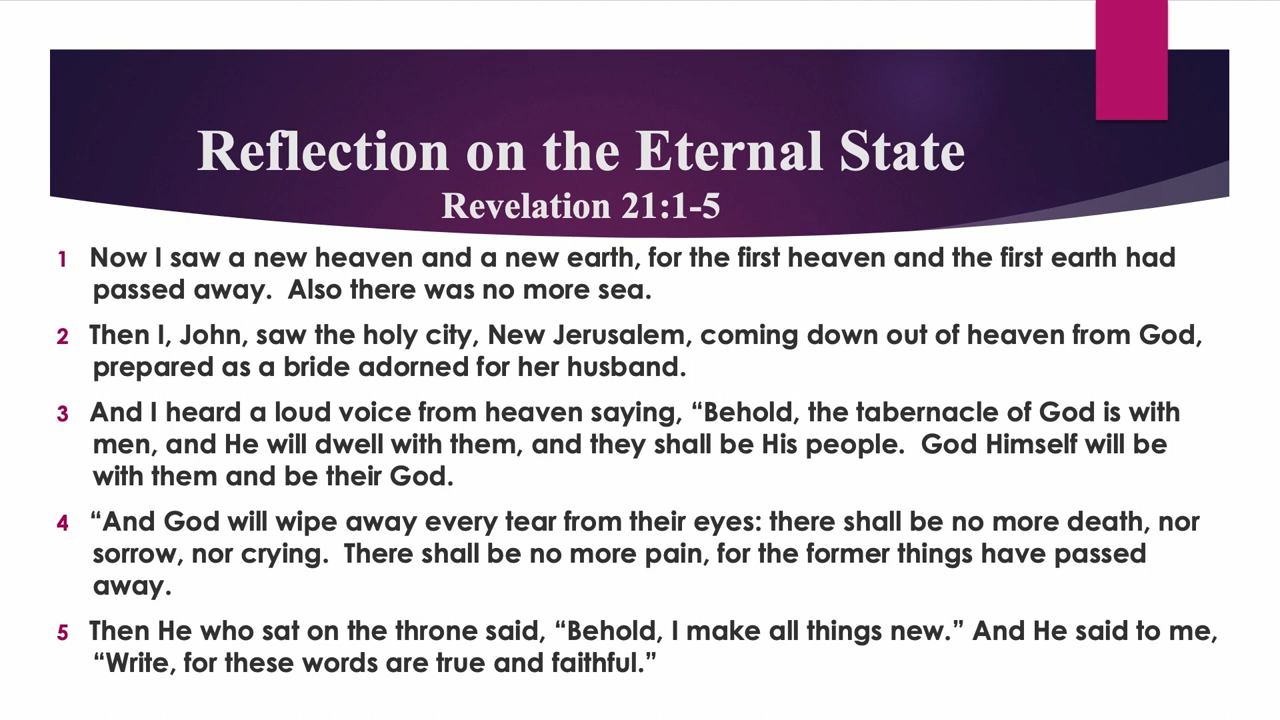 Reflection on the Eternal State
Revelation 21:1-5
1 Now I saw a new heaven and a new earth, for the first heaven and the first earth had
passed away.  Also there was no more sea.
2 Then I, John, saw the holy city, New Jerusalem, coming down out of heaven from God,
prepared as a bride adorned for her husband.
3 And I heard a loud voice from heaven saying, “Behold, the tabernacle of God is with
men, and He will dwell with them, and they shall be His people.  God Himself will be
with them and be their God.
4 “And God will wipe away every tear from their eyes: there shall be no more death, nor
sorrow, nor crying.  There shall be no more pain, for the former things have passed
away.
5 Then He who sat on the throne said, “Behold, I make all things new.” And He said to me,
“Write, for these words are true and faithful.”